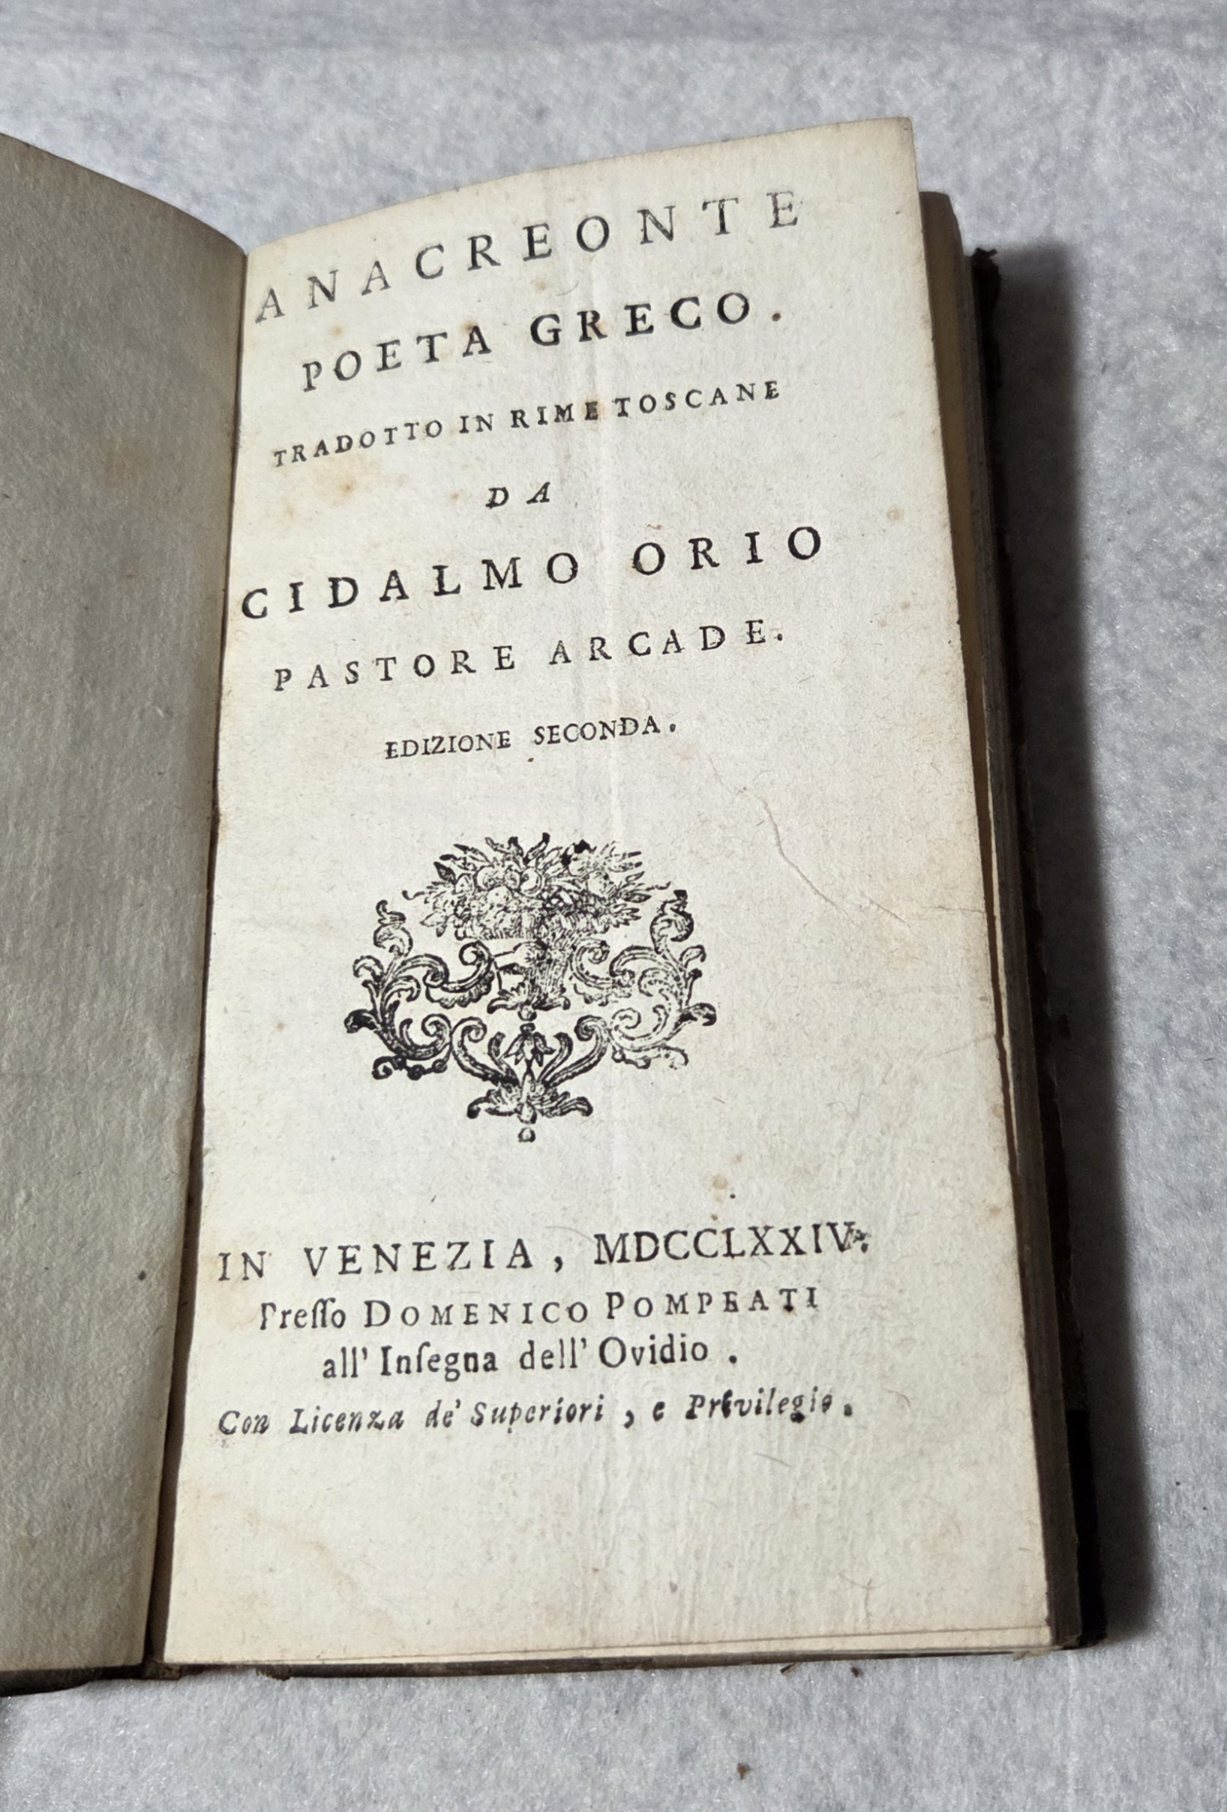 ANACREONTE
POETA GRECO.
TRADOTTO IN RIME TOSCANE
DA
CIDALMO ORIO
PASTORE ARCADE.
EDIZIONE SECONDA.
IN VENEZIA, MDCCLXXIV.
Preſſo DOMENICO POMPEATI
all' Inſegna dell' Ovidio.
Con Licenza de' Superiori, e Privilegio.